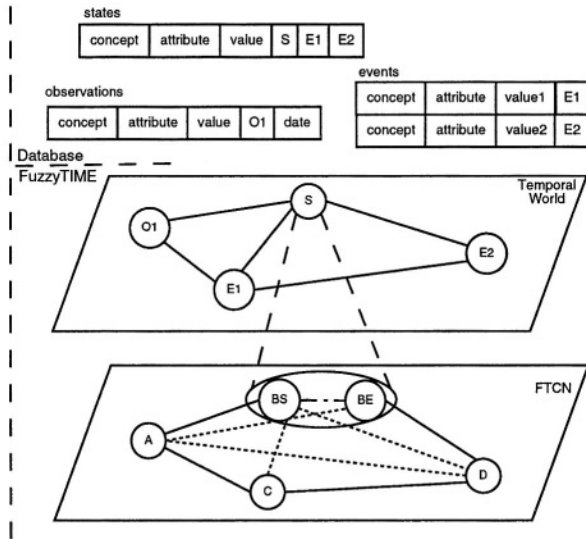 states
concept attribute value S E1 E2
events
concept attribute value1 E1
concept attribute value2 E2
observations
concept attribute value O1 date
Database
FuzzyTIME
Temporal
World
S
O1
E2
E1
FTCN
BS BE
A
D
C